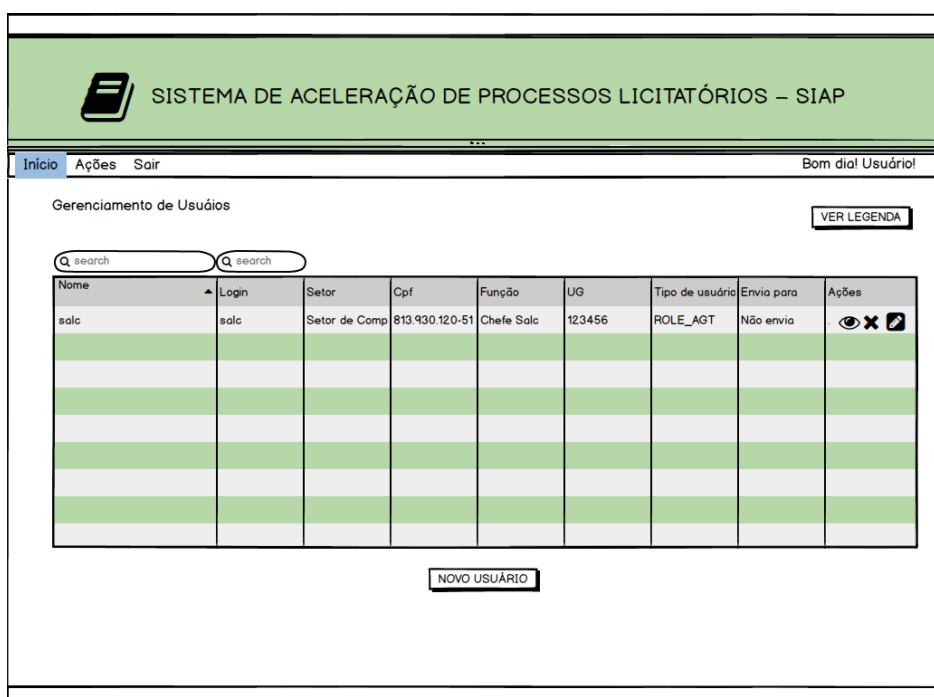 SISTEMA DE ACELERAÇÃO DE PROCESSOS LICITATÓRIOS – SIAP
...
Início Ações Sair Bom dia! Usuário!
Gerenciamento de Usuáios
VER LEGENDA
search search
Nome Login Setor Cpf Função UG Tipo de usuário Envia para Ações
salc salc Setor de Comp 813.930.120-51 Chefe Salc 123456 ROLE_AGT Não envia .
NOVO USUÁRIO